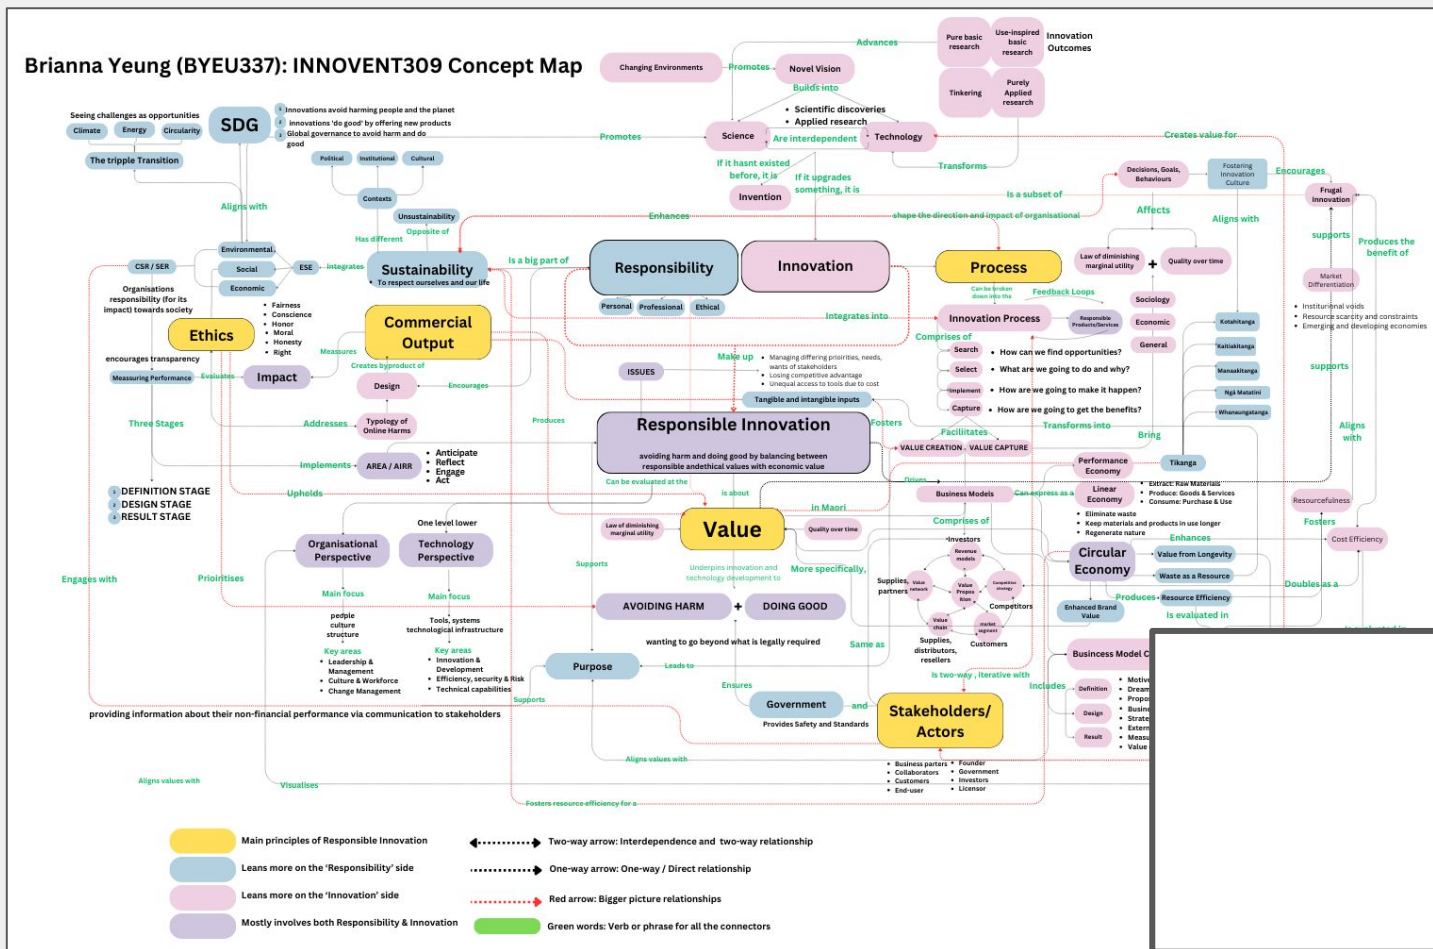 Brianna Yeung (BYEU337): INNOVENT309 Concept Map
Pure basic research
Use-inspired basic research
Tinkering
Purely Applied research
Innovation Outcomes
Advances
Changing Environments
Promotes
Novel Vision
Builds into
Scientific discoveries
Applied research
Science
Are interdependent
Technology
Transforms
Promotes
If it hasnt existed before, it is
If it upgrades something, it is
Invention
Seeing challenges as opportunities
Climate
Energy
Circularity
The tripple Transition
SDG
1 Innovations avoid harming people and the planet
2 innovations 'do good' by offering new products
3 Global governance to avoid harm and do good
Political
Institutional
Cultural
Contexts
Unsustainability
Opposite of
Has different
Aligns with
Environmental
Social
Economic
ESE
Integrates
CSR / SER
Sustainability
To respect ourselves and our life
Is a big part of
Enhances
Responsibility
Personal
Professional
Ethical
Innovation
Process
Can be broken down into the
Creates value for
Is a subset of
shape the direction and impact of organisational
Decisions, Goals, Behaviours
Fostering Innovation Culture
Encourages
Frugal Innovation
Affects
Aligns with
supports
Produces the benefit of
Law of diminishing marginal utility
+
Quality over time
Market Differentiation
Institurional voids
Resource scarcity and constraints
Emerging and developing economies
Organisations responsibility (for its impact) towards society
Fairness
Conscience
Honor
Moral
Honesty
Right
Ethics
encourages transparency
Measuring Performance
Evaluates
Impact
Measures
Commercial Output
Creates byproduct of
Design
Encourages
Addresses
Typology of Online Harms
Three Stages
Implements
AREA / AIRR
Anticipate
Reflect
Engage
Act
1 DEFINITION STAGE
2 DESIGN STAGE
3 RESULT STAGE
Upholds
Produces
Integrates into
Innovation Process
Feedback Loops
Responsible Products/Services
Comprises of
Search
Select
Implement
Capture
How can we find opportunities?
What are we going to do and why?
How are we going to make it happen?
How are we going to get the benefits?
Sociology
Economic
General
Kotahitanga
Kaitiakitanga
Manaakitanga
Ngā Matatini
Whanaungatanga
supports
Make up
ISSUES
Managing differing prioirities, needs, wants of stakeholders
Losing competitive advantage
Unequal access to tools due to cost
Tangible and intangible inputs
Responsible Innovation
avoiding harm and doing good by balancing between responsible andethical values with economic value
Fosters
Facilitates
Transforms into
Bring
Aligns with
VALUE CREATION
VALUE CAPTURE
Performance Economy
Tikanga
Can be evaluated at the
is about
in Maori
Drives
Business Models
Can express as a
Linear Economy
Extract: Raw Materials
Produce: Goods & Services
Consume: Purchase & Use
Eliminate waste
Keep materials and products in use longer
Regenerate nature
Resourcefulness
Fosters
Cost Efficiency
Law of diminishing marginal utility
Value
Quality over time
Comprises of
Enhances
Circular Economy
Value from Longevity
Waste as a Resource
Resource Efficiency
Produces
Doubles as a
Enhanced Brand Value
Is evaluated in
Organisational Perspective
One level lower
Technology Perspective
Engages with
Prioritises
Supports
Underpins innovation and technology development to
More specifically,
Investors
Revenue models
Supplies, partners
Value network
Value Propos ition
Competitive strategy
Competitors
Value chain
market segment
Customers
Supplies, distributors, resellers
Main focus
people
culture
structure
Main focus
Tools, systems
technological infrastructure
Key areas
Leadership & Management
Culture & Workforce
Change Management
Key areas
Innovation & Development
Efficiency, security & Risk
Technical capabilities
AVOIDING HARM
+
DOING GOOD
wanting to go beyond what is legally required
Same as
Purpose
Leads to
Supports
Ensures
Is two-way , iterative with
Includes
Business Model C
Definition
Design
Result
Motiv
Dream
Propo
Busin
Strate
Extern
Measu
Value
Government
Provides Safety and Standards
and
Stakeholders/ Actors
Business parters
Collaborators
Customers
End-user
Founder
Government
Investors
Licensor
providing information about their non-financial performance via communication to stakeholders
Aligns values with
Aligns values with
Visualises
Fosters resource efficiency for a
Main principles of Responsible Innovation
Leans more on the 'Responsibility' side
Leans more on the 'Innovation' side
Mostly involves both Responsibility & Innovation
Two-way arrow: Interdependence and two-way relationship
One-way arrow: One-way / Direct relationship
Red arrow: Bigger picture relationships
Green words: Verb or phrase for all the connectors